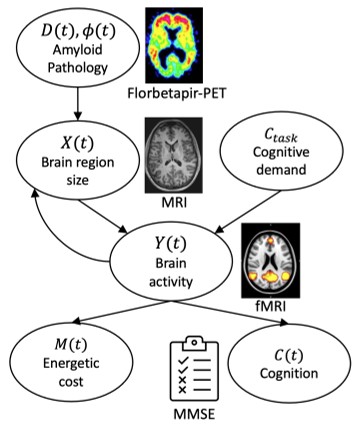 D(t), ϕ(t)
Amyloid
Pathology
Florbetapir-PET
X(t)
Brain region
size
MRI
C_task
Cognitive
demand
Y(t)
Brain
activity
fMRI
M(t)
Energetic
cost
MMSE
C(t)
Cognition